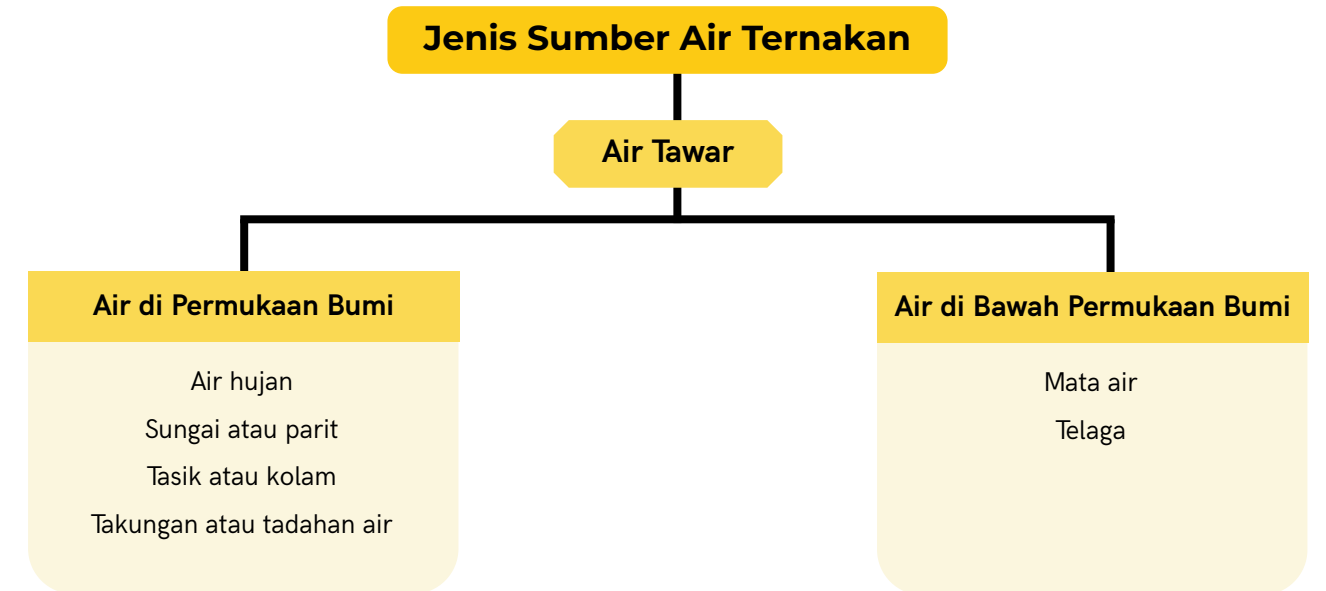 Jenis Sumber Air Ternakan
Air Tawar
Air di Permukaan Bumi
Air hujan
Sungai atau parit
Tasik atau kolam
Takungan atau tadahan air
Air di Bawah Permukaan Bumi
Mata air
Telaga